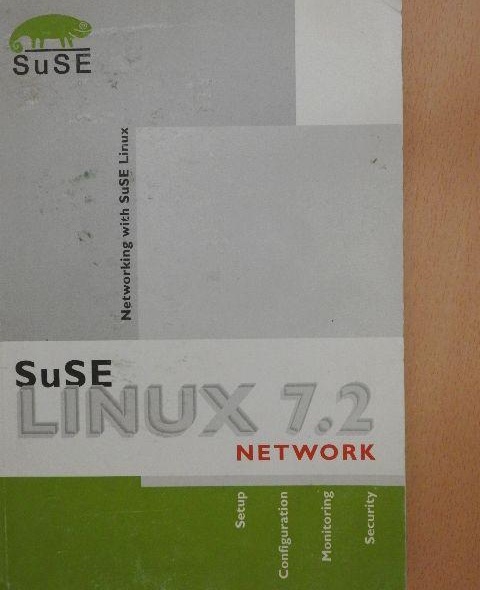 SuSE
Networking with SuSE Linux
SuSE
LINUX 7.2
NETWORK
Setup
Configuration
Monitoring
Security